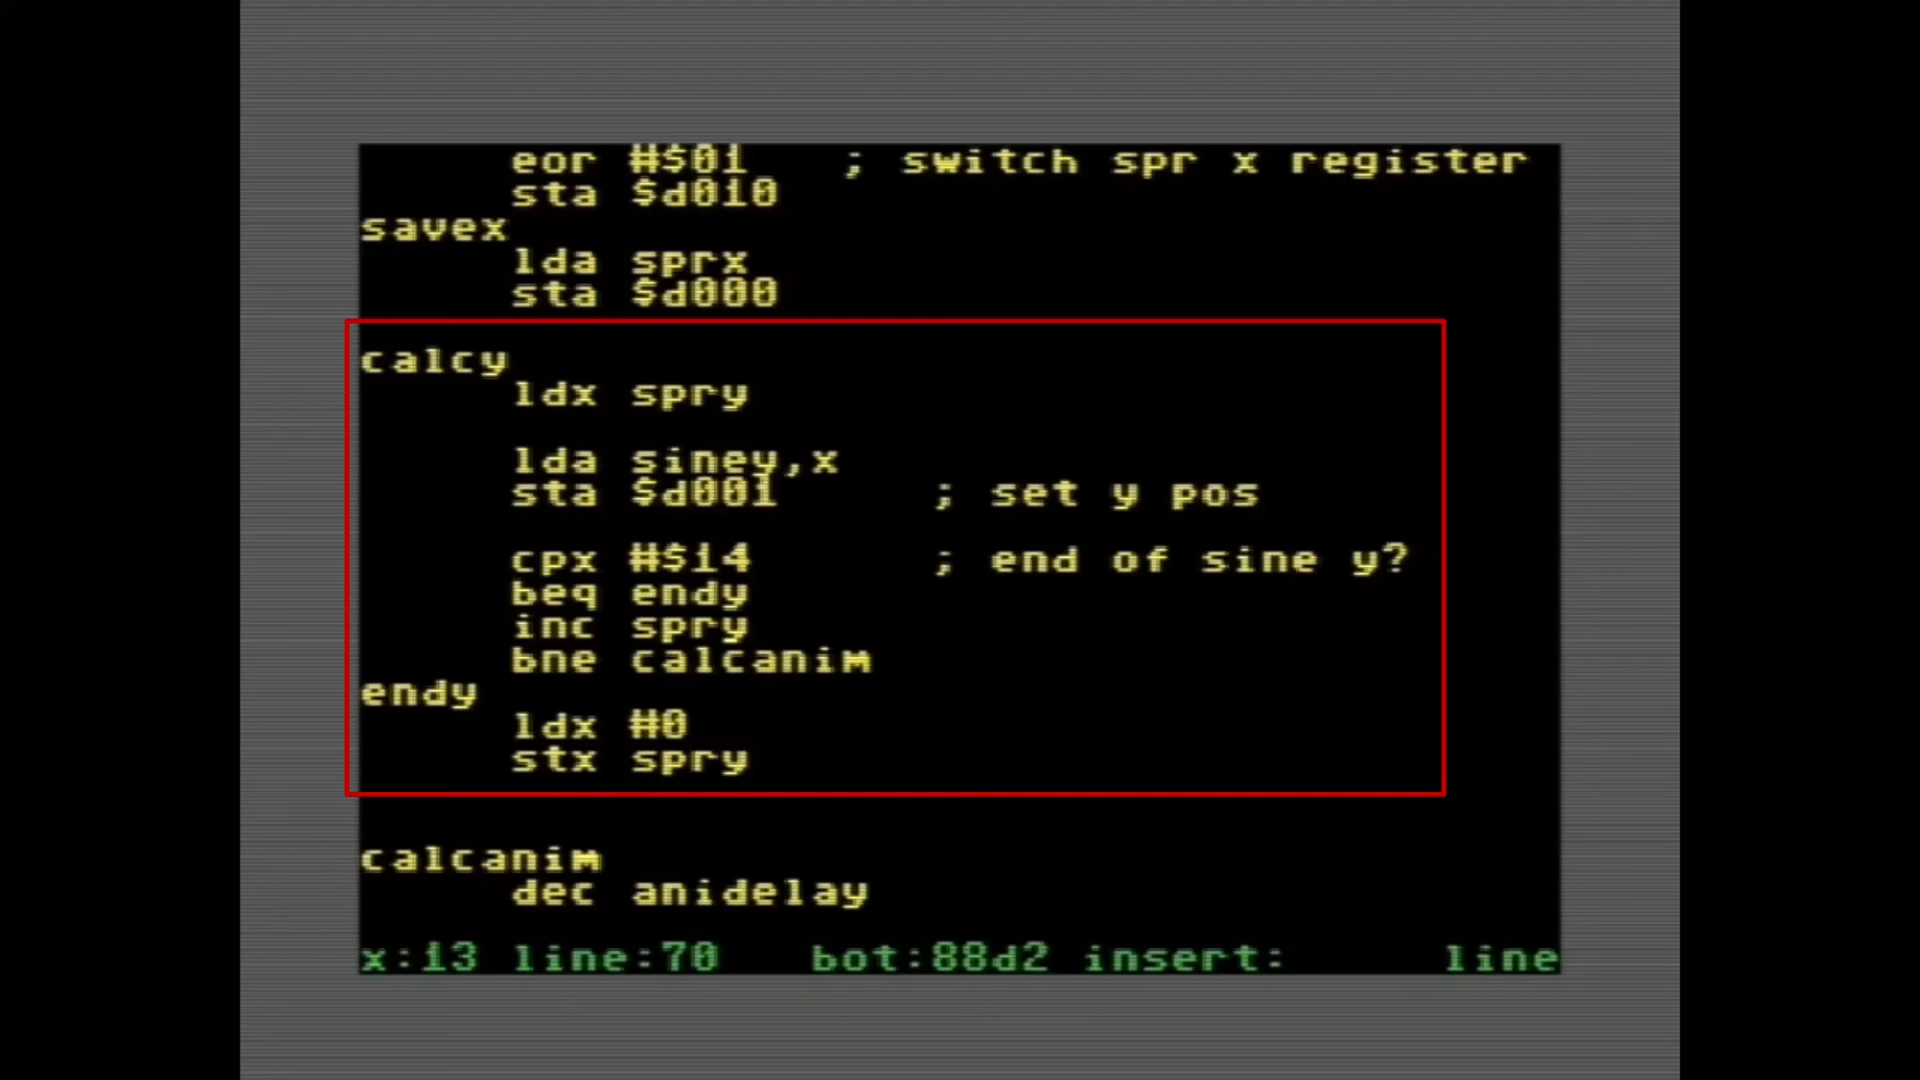 eor #$01   ; switch spr x register
sta $d010
savex
lda sprx
sta $d000
calcy
ldx spry
lda siney,x
sta $d001     ; set y pos
cpx #$14      ; end of sine y?
beq endy
inc spry
bne calcanim
endy
ldx #0
stx spry
calcanim
dec anidelay
x:13 line:70   bot:88d2 insert:     line